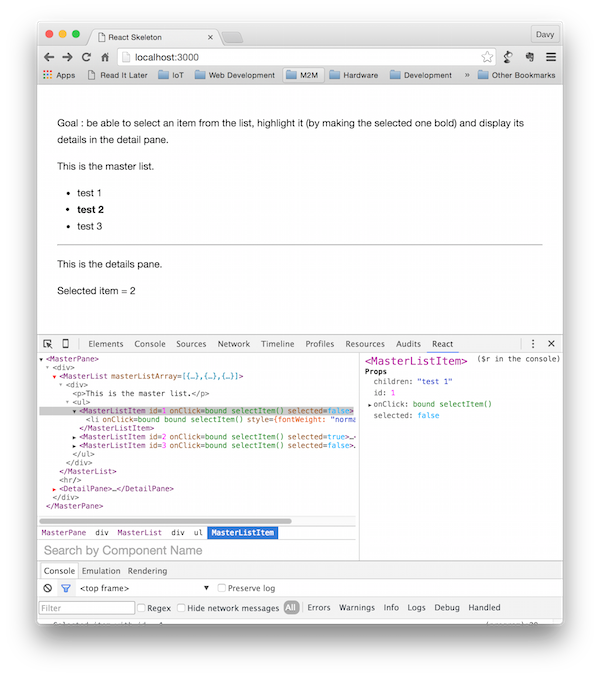 React Skeleton
Davy
localhost:3000
Apps Read It Later IoT Web Development M2M Hardware Development » Other Bookmarks
Goal : be able to select an item from the list, highlight it (by making the selected one bold) and display its
details in the detail pane.
This is the master list.
• test 1
• test 2
• test 3
This is the details pane.
Selected item = 2
Elements Console Sources Network Timeline Profiles Resources Audits React
<MasterPane>
<div>
<MasterList masterListArray=[{…},{…},{…}]>
<div>
<p>This is the master list.</p>
<ul>
<MasterListItem id=1 onClick=bound selectItem() selected=false>
<li onClick=bound bound selectItem() style={fontWeight: "norma
</MasterListItem>
<MasterListItem id=2 onClick=bound selectItem() selected=true>…
<MasterListItem id=3 onClick=bound selectItem() selected=false>…
</ul>
</div>
</MasterList>
<hr/>
<DetailPane>…</DetailPane>
</div>
</MasterPane>
<MasterListItem> ($r in the console)
Props
children: "test 1"
id: 1
onClick: bound selectItem()
selected: false
MasterPane div MasterList div ul MasterListItem
Search by Component Name
Console Emulation Rendering
<top frame> Preserve log
Filter Regex Hide network messages All Errors Warnings Info Logs Debug Handled